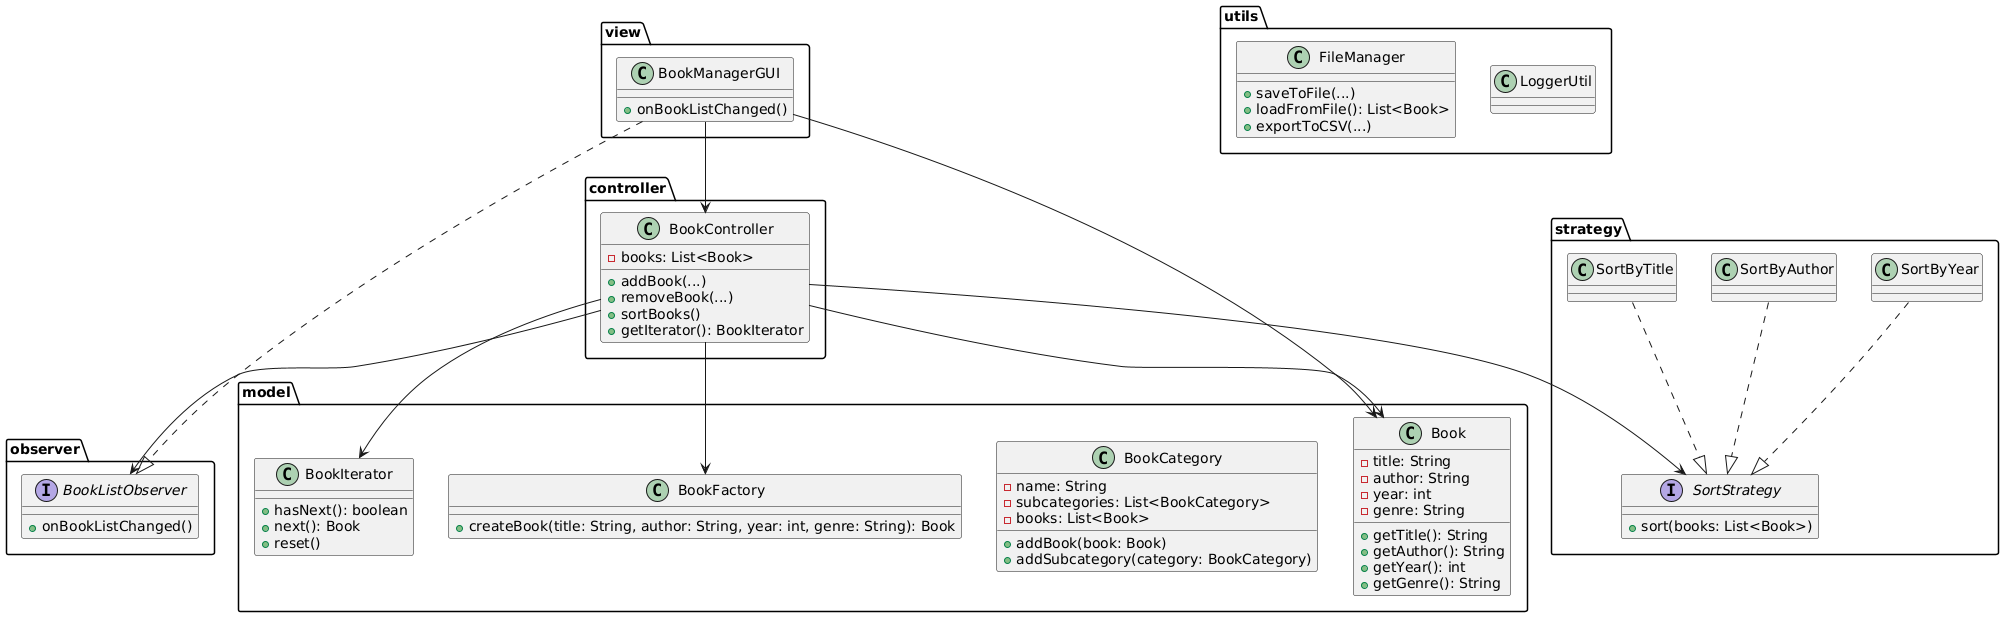 view
C BookManagerGUI
onBookListChanged()
utils
C FileManager
saveToFile(...)
loadFromFile(): List<Book>
exportToCSV(...)
C LoggerUtil
controller
C BookController
books: List<Book>
addBook(...)
removeBook(...)
sortBooks()
getIterator(): BookIterator
strategy
C SortByTitle
C SortByAuthor
C SortByYear
I SortStrategy
sort(books: List<Book>)
observer
I BookListObserver
onBookListChanged()
model
C BookIterator
hasNext(): boolean
next(): Book
reset()
C BookFactory
createBook(title: String, author: String, year: int, genre: String): Book
C BookCategory
name: String
subcategories: List<BookCategory>
books: List<Book>
addBook(book: Book)
addSubcategory(category: BookCategory)
C Book
title: String
author: String
year: int
genre: String
getTitle(): String
getAuthor(): String
getYear(): int
getGenre(): String